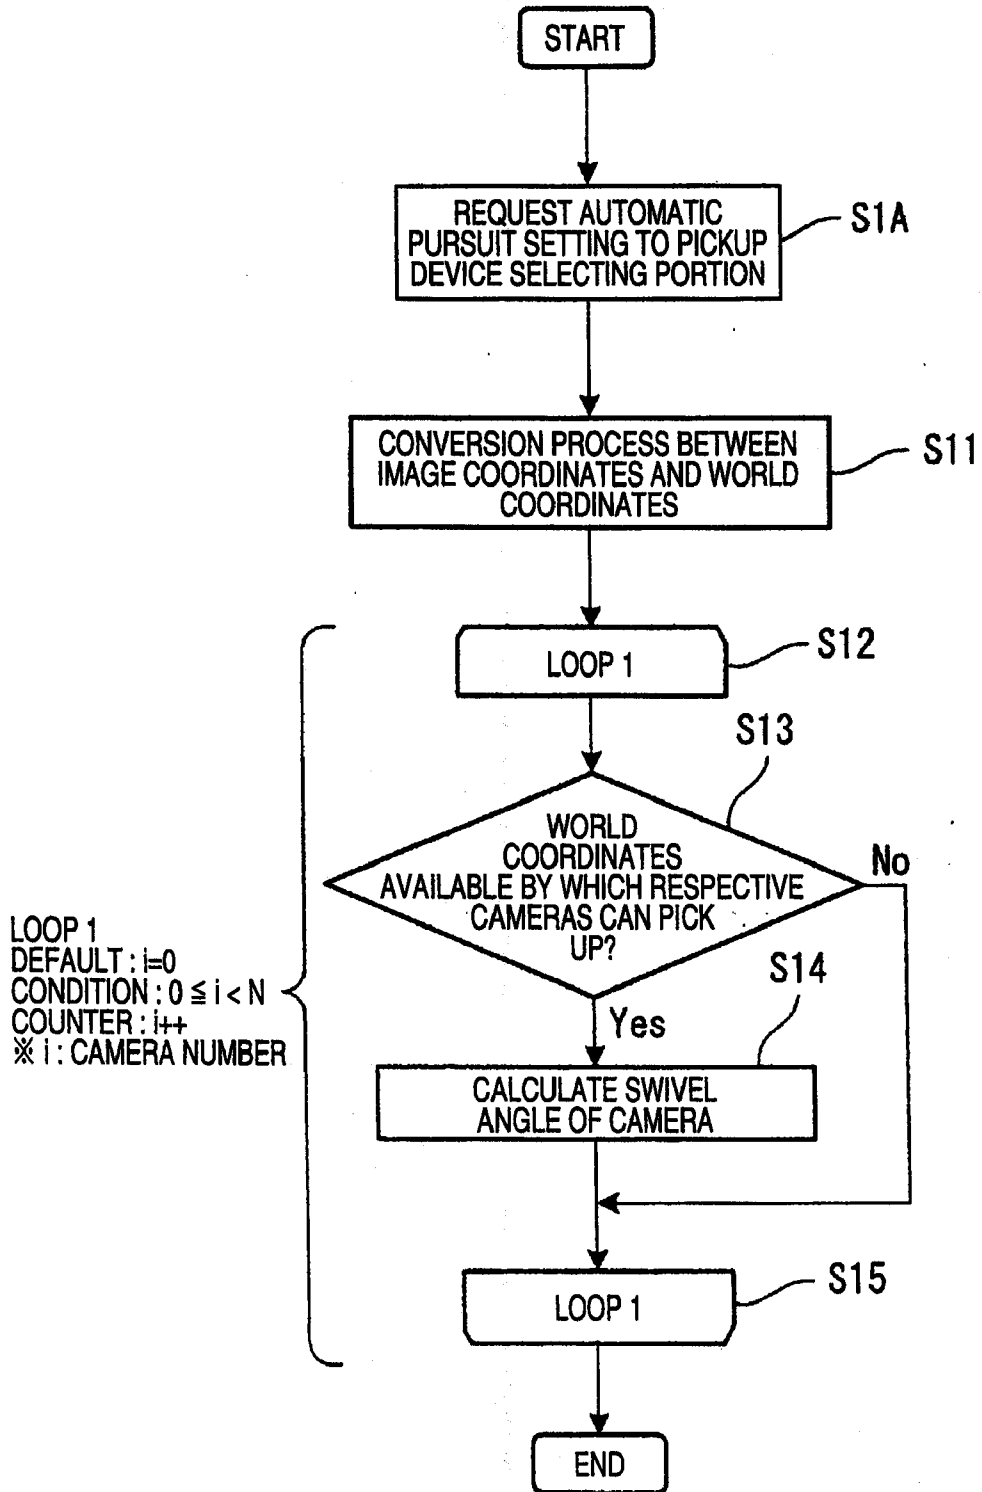 START
REQUEST AUTOMATIC
PURSUIT SETTING TO PICKUP
DEVICE SELECTING PORTION
S1A
CONVERSION PROCESS BETWEEN
IMAGE COORDINATES AND WORLD
COORDINATES
S11
LOOP 1
S12
S13
WORLD
COORDINATES
AVAILABLE BY WHICH RESPECTIVE
CAMERAS CAN PICK
UP?
No
LOOP 1
DEFAULT : i=0
CONDITION : 0 ≦ i < N
COUNTER : i++
※ i : CAMERA NUMBER
S14
Yes
CALCULATE SWIVEL
ANGLE OF CAMERA
S15
LOOP 1
END